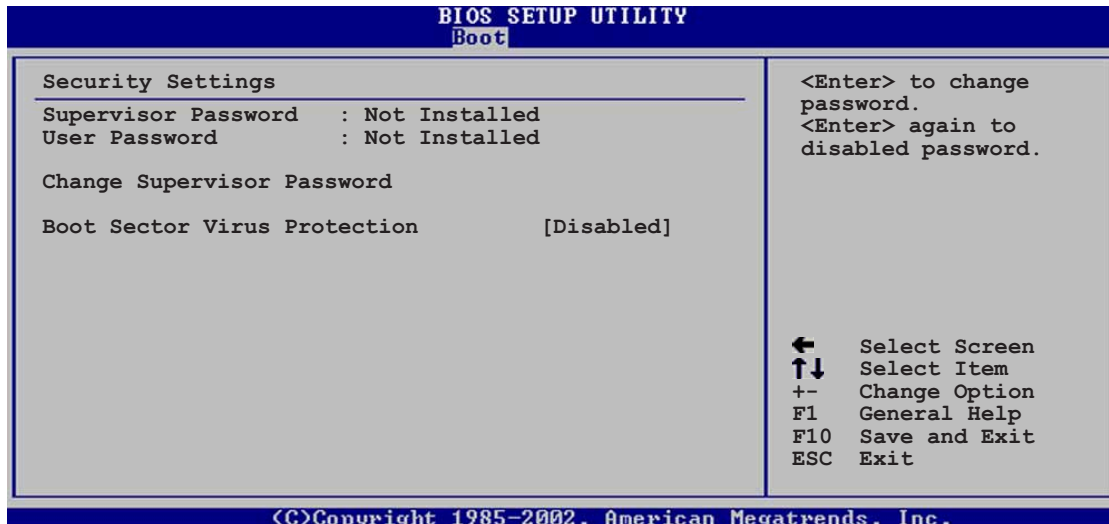 BIOS SETUP UTILITY
Boot
Security Settings
Supervisor Password : Not Installed
User Password : Not Installed
Change Supervisor Password
Boot Sector Virus Protection [Disabled]
<Enter> to change
password.
<Enter> again to
disabled password.
← Select Screen
↑↓ Select Item
+- Change Option
F1 General Help
F10 Save and Exit
ESC Exit
(C)Copyright 1985-2002, American Megatrends, Inc.